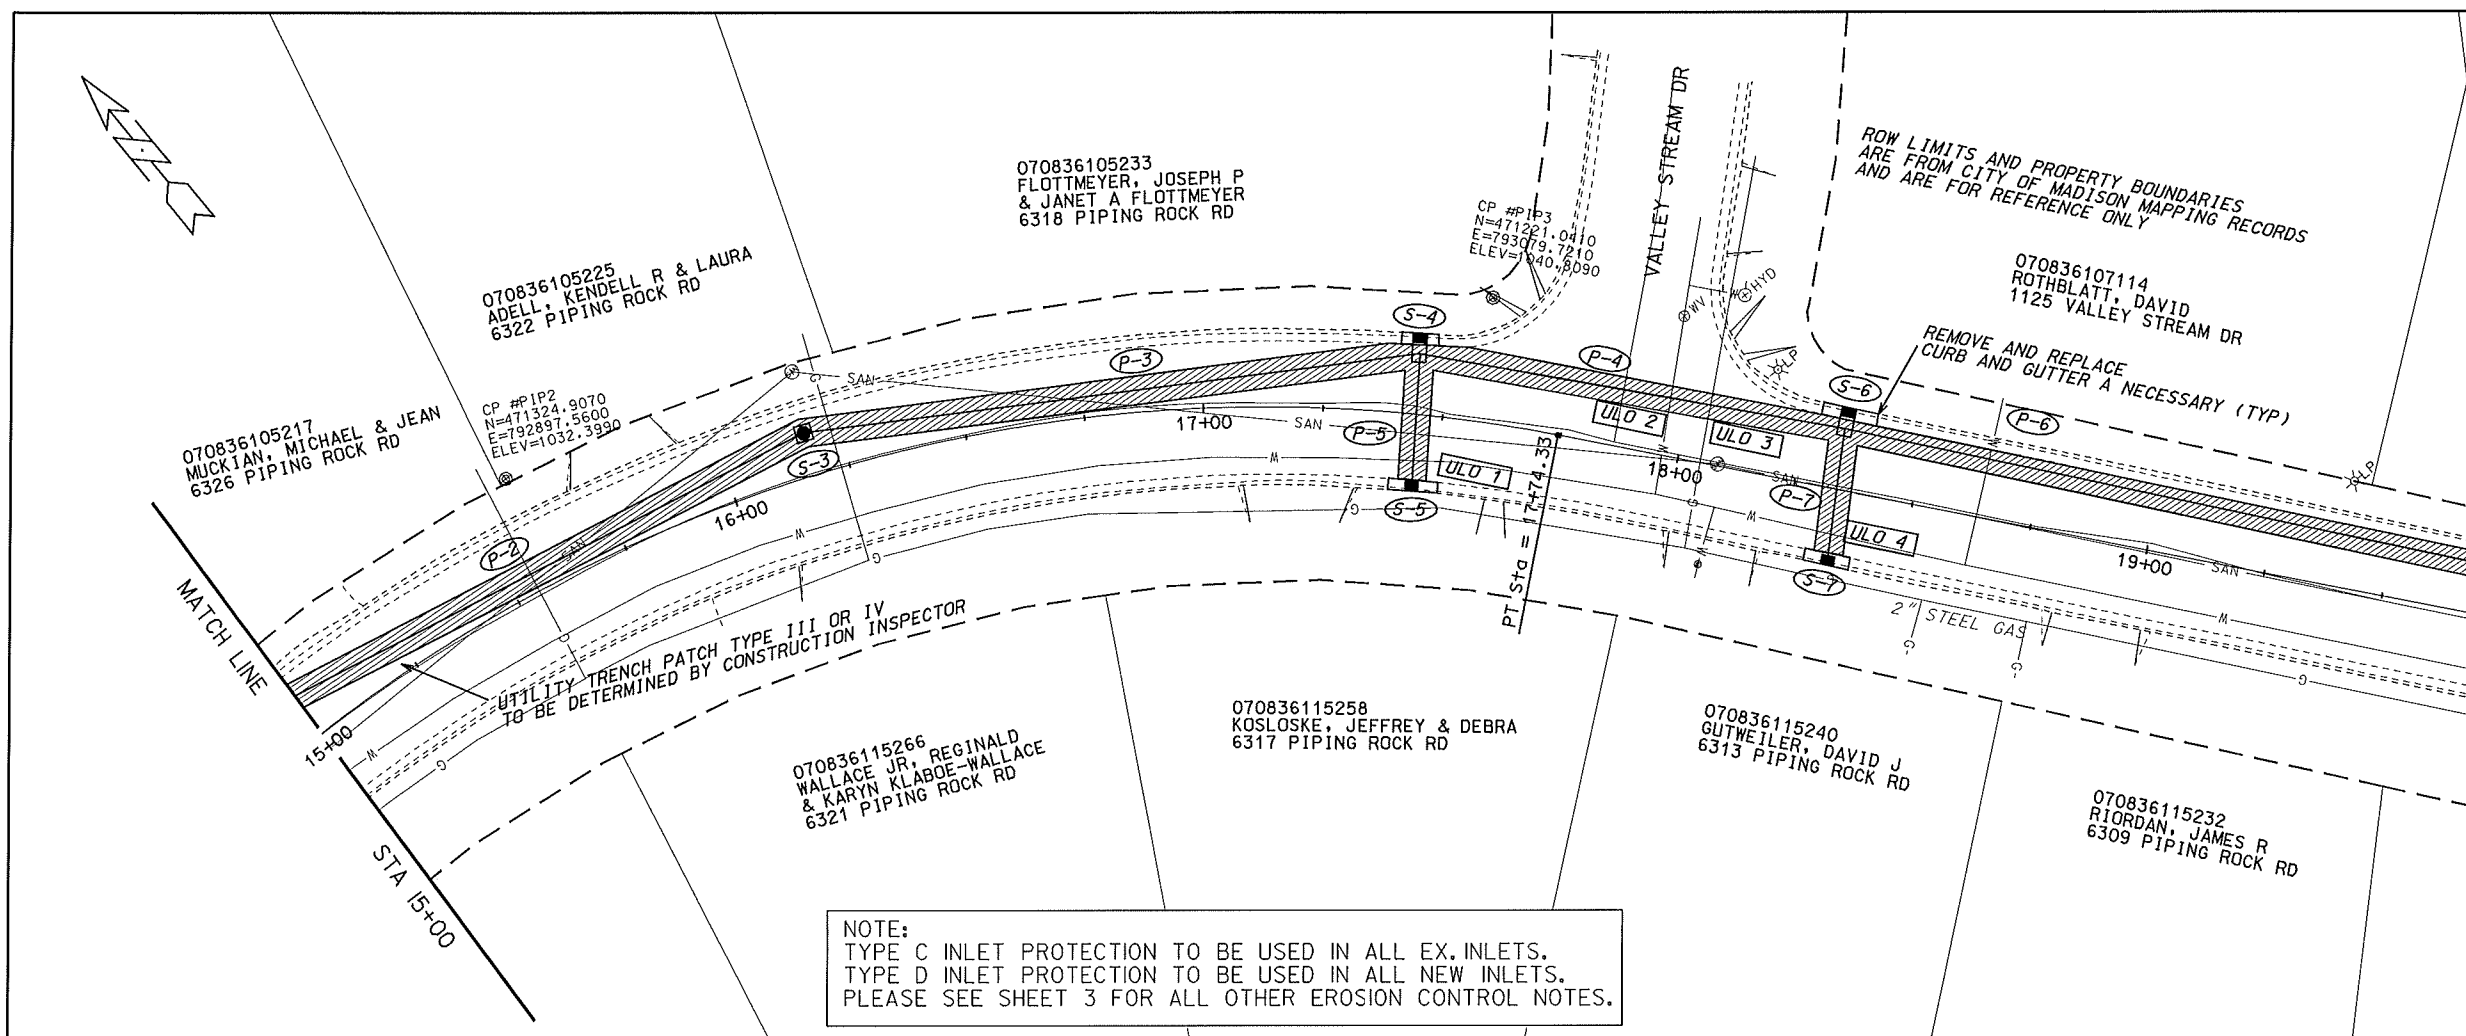 070836105233
FLOTTMEYER, JOSEPH P
& JANET A FLOTTMEYER
6318 PIPING ROCK RD
VALLEY STREAM DR
ROW LIMITS AND PROPERTY BOUNDARIES
ARE FROM CITY OF MADISON MAPPING RECORDS
AND ARE FOR REFERENCE ONLY
CP #PIP3
N=471221.0410
E=793079.7210
ELEV=1040.8090
070836105225
ADELL, KENDELL R & LAURA
6322 PIPING ROCK RD
070836107114
ROTHBLATT, DAVID
1125 VALLEY STREAM DR
HYD
WV
W
S-4
REMOVE AND REPLACE
CURB AND GUTTER A NECESSARY (TYP)
P-3
P-4
LP
S-6
P-6
SAN
CP #PIP2
N=471324.9070
E=792897.5600
ELEV=1032.3990
070836105217
MUCKIAN, MICHAEL & JEAN
6326 PIPING ROCK RD
S-3
17+00
SAN
P-5
ULO 2
ULO 3
ULO 1
18+00
SAN
LP
W
G
P-7
S-5
16+00
W
G
PT Sta = 17+74.33
W
ULO 4
P-2
SAN
G
S-7
19+00
SAN
2" STEEL GAS
W
G
G
G
MATCH LINE
UTILITY TRENCH PATCH TYPE III OR IV
TO BE DETERMINED BY CONSTRUCTION INSPECTOR
15+00
W
G
070836115266
WALLACE JR, REGINALD
& KARYN KLABOE-WALLACE
6321 PIPING ROCK RD
070836115258
KOSLOSKE, JEFFREY & DEBRA
6317 PIPING ROCK RD
070836115240
GUTWEILER, DAVID J
6313 PIPING ROCK RD
070836115232
RIORDAN, JAMES R
6309 PIPING ROCK RD
STA 15+00
NOTE:
TYPE C INLET PROTECTION TO BE USED IN ALL EX. INLETS.
TYPE D INLET PROTECTION TO BE USED IN ALL NEW INLETS.
PLEASE SEE SHEET 3 FOR ALL OTHER EROSION CONTROL NOTES.